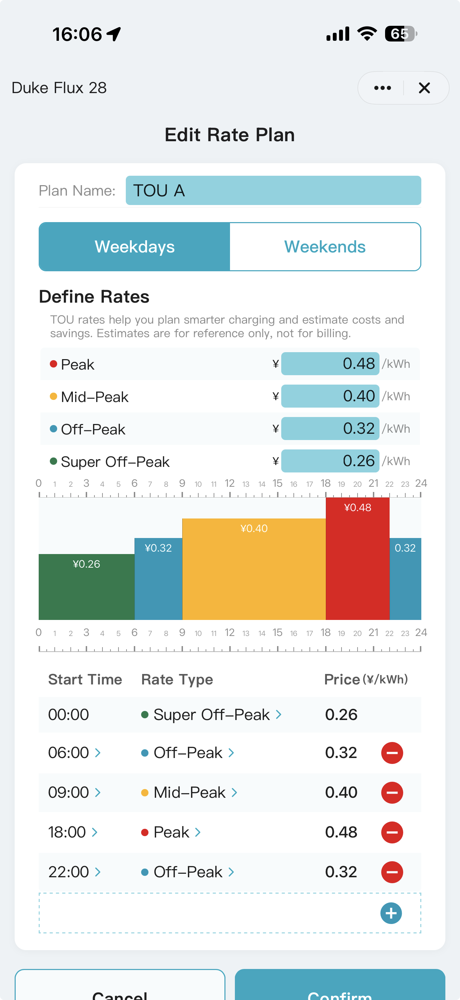 16:06
65
Duke Flux 28
Edit Rate Plan
Plan Name: TOU A
Weekdays Weekends
Define Rates
TOU rates help you plan smarter charging and estimate costs and
savings. Estimates are for reference only, not for billing.
Peak ¥ 0.48 /kWh
Mid–Peak ¥ 0.40 /kWh
Off–Peak ¥ 0.32 /kWh
Super Off–Peak ¥ 0.26 /kWh
0 1 2 3 4 5 6 7 8 9 10 11 12 13 14 15 16 17 18 19 20 21 22 23 24
¥0.48
¥0.40
¥0.32 0.32
¥0.26
0 1 2 3 4 5 6 7 8 9 10 11 12 13 14 15 16 17 18 19 20 21 22 23 24
Start Time Rate Type Price (¥/kWh)
00:00 Super Off–Peak 0.26
06:00 Off–Peak 0.32
09:00 Mid–Peak 0.40
18:00 Peak 0.48
22:00 Off–Peak 0.32
Cancel Confirm